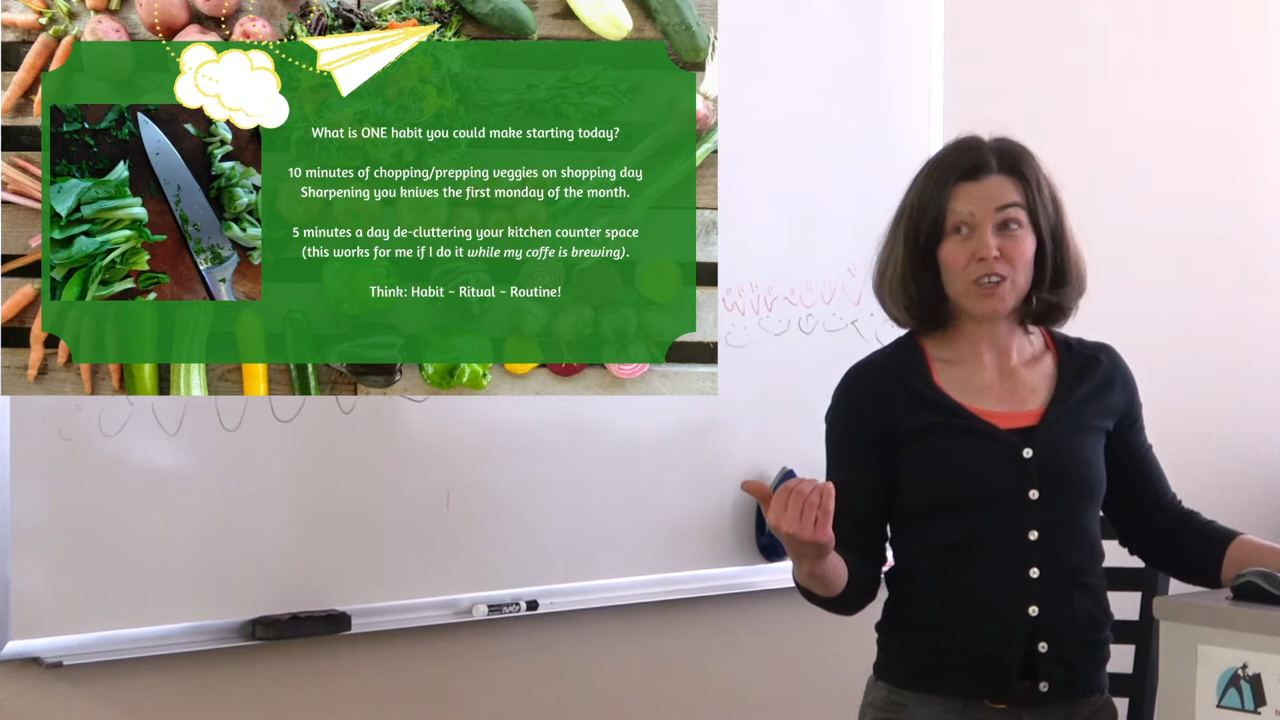 What is ONE habit you could make starting today?
10 minutes of chopping/prepping veggies on shopping day
Sharpening you knives the first monday of the month.
5 minutes a day de-cluttering your kitchen counter space
(this works for me if I do it while my coffe is brewing).
Think: Habit ~ Ritual ~ Routine!